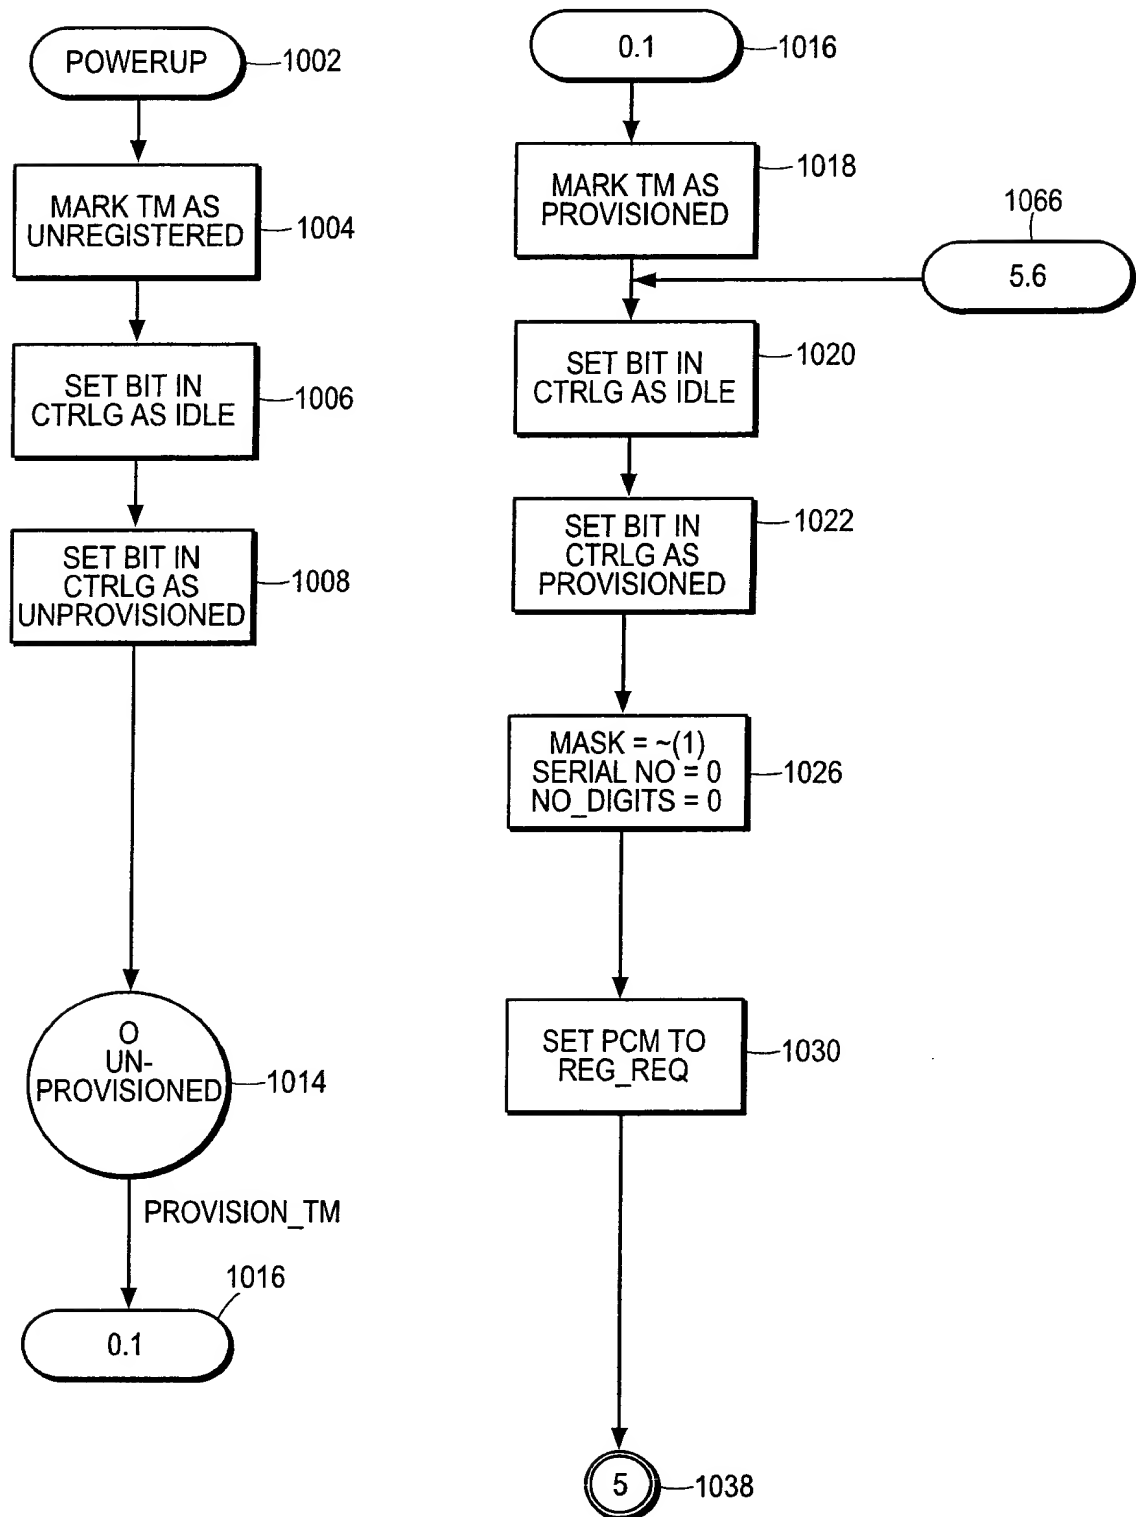 POWERUP
1002
MARK TM AS
UNREGISTERED
1004
SET BIT IN
CTRLG AS IDLE
1006
SET BIT IN
CTRLG AS
UNPROVISIONED
1008
O
UN-
PROVISIONED
1014
PROVISION_TM
1016
0.1
0.1
1016
MARK TM AS
PROVISIONED
1018
1066
5.6
SET BIT IN
CTRLG AS IDLE
1020
SET BIT IN
CTRLG AS
PROVISIONED
1022
MASK = ~(1)
SERIAL NO = 0
NO_DIGITS = 0
1026
SET PCM TO
REG_REQ
1030
5
1038